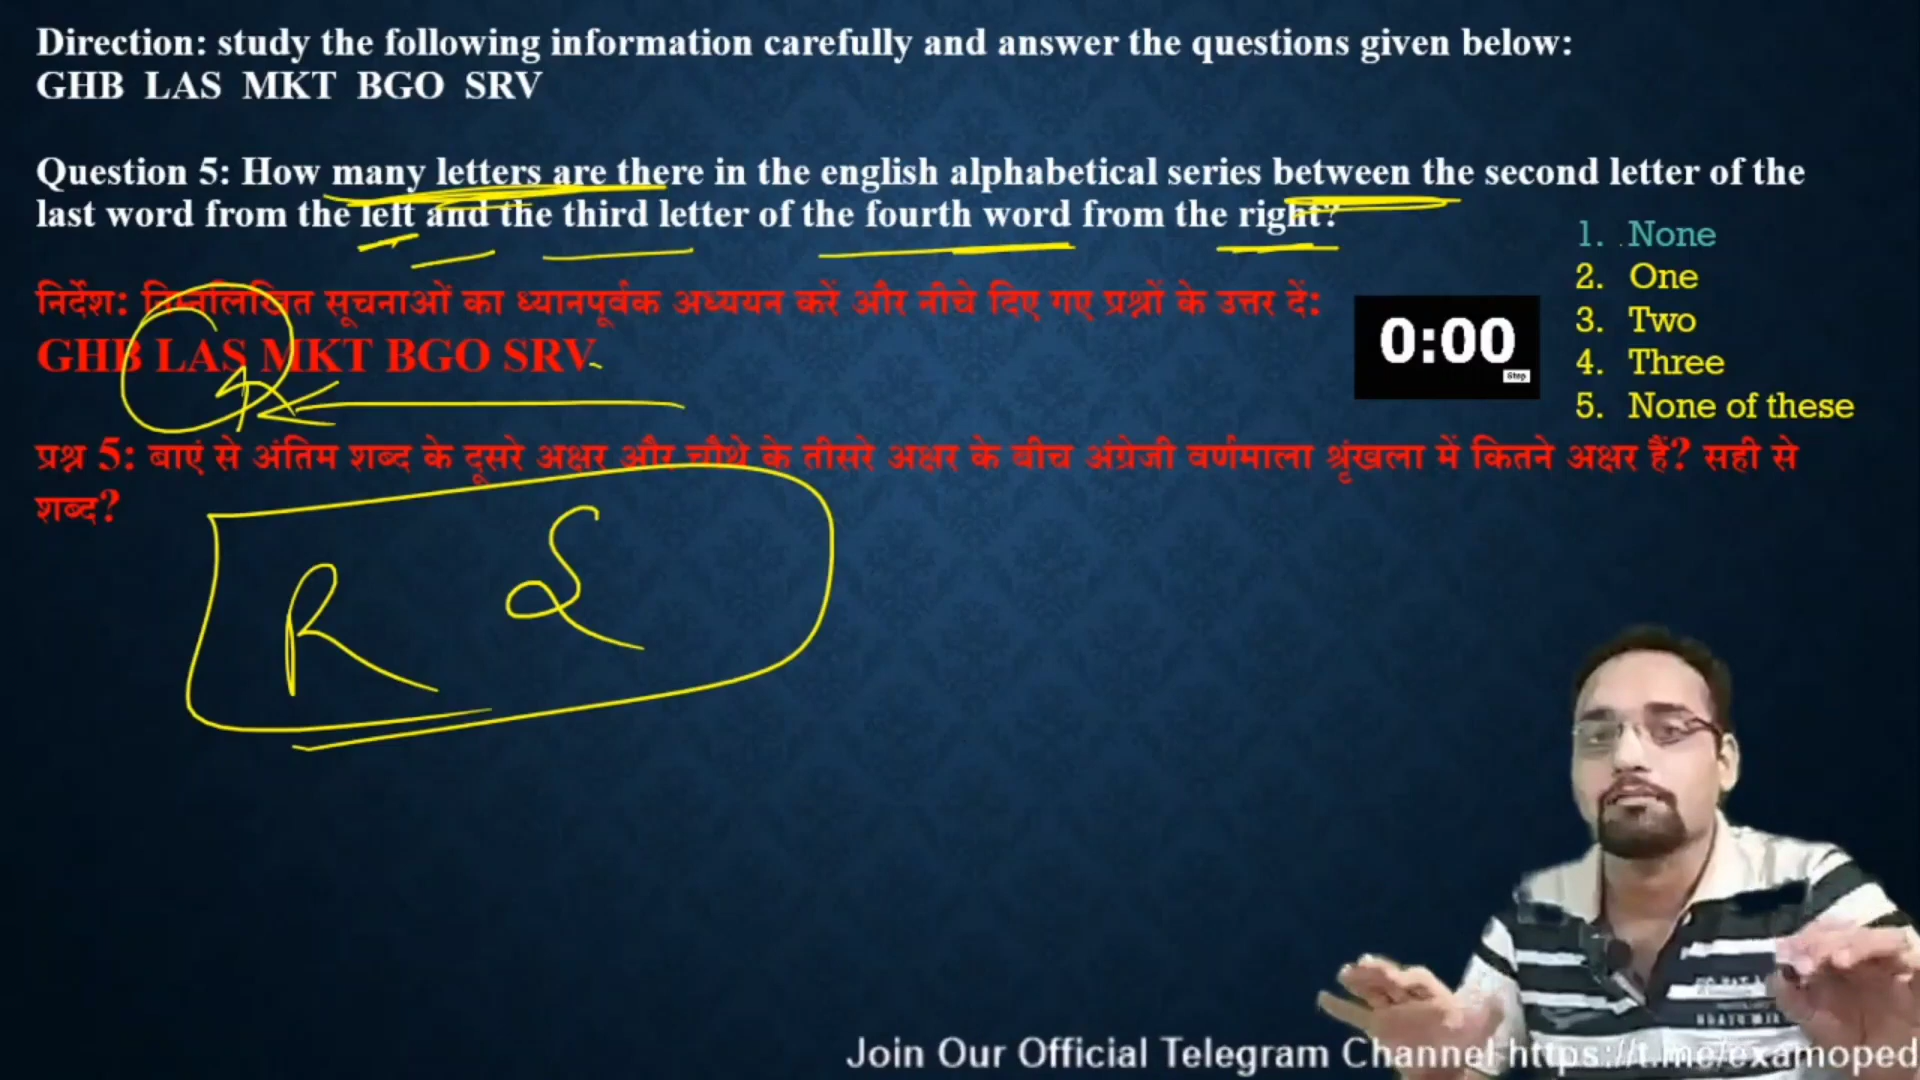 Direction: study the following information carefully and answer the questions given below:
GHB LAS MKT BGO SRV
Question 5: How many letters are there in the english alphabetical series between the second letter of the
last word from the left and the third letter of the fourth word from the right?
1. None
2. One
3. Two
4. Three
5. None of these
निर्देश: निम्नलिखित सूचनाओं का ध्यानपूर्वक अध्ययन करें और नीचे दिए गए प्रश्नों के उत्तर दें:
GHB LAS MKT BGO SRV
0:00
Stop
प्रश्न 5: बाएं से अंतिम शब्द के दूसरे अक्षर और चौथे के तीसरे अक्षर के बीच अंग्रेजी वर्णमाला श्रृंखला में कितने अक्षर हैं? सही से
शब्द?
R S
Join Our Official Telegram Channel https://t.me/examoped